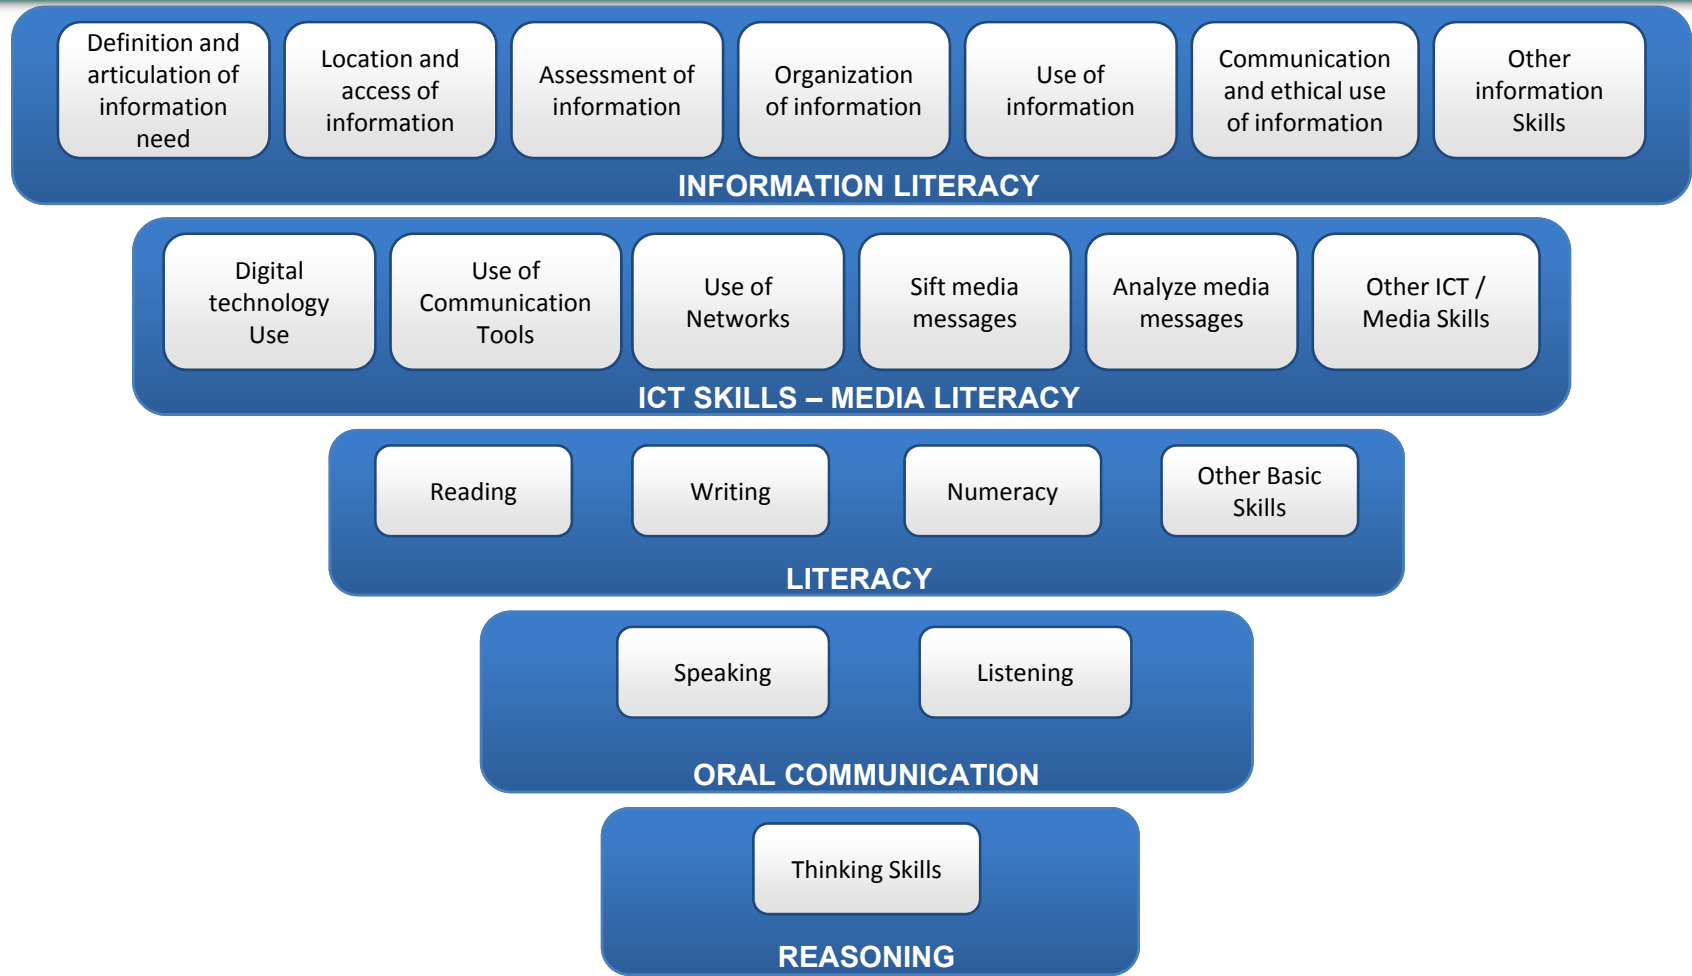 Definition and
articulation of
information
need
Location and
access of
information
Assessment of
information
Organization
of information
Use of
information
Communication
and ethical use
of information
Other
information
Skills
INFORMATION LITERACY
Digital
technology
Use
Use of
Communication
Tools
Use of
Networks
Sift media
messages
Analyze media
messages
Other ICT /
Media Skills
ICT SKILLS – MEDIA LITERACY
Reading
Writing
Numeracy
Other Basic
Skills
LITERACY
Speaking
Listening
ORAL COMMUNICATION
Thinking Skills
REASONING